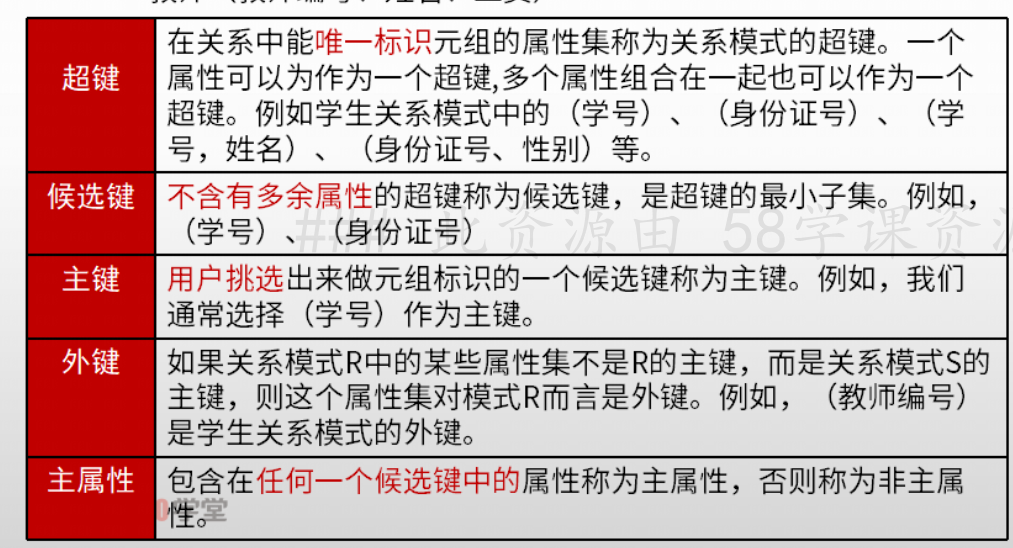 超键
在关系中能唯一标识元组的属性集称为关系模式的超键。一个
属性可以为作为一个超键,多个属性组合在一起也可以作为一个
超键。例如学生关系模式中的（学号）、（身份证号）、（学
号，姓名）、（身份证号、性别）等。
候选键
不含有多余属性的超键称为候选键，是超键的最小子集。例如，
（学号）、（身份证号）
### 此资源由 58学课资源
主键
用户挑选出来做元组标识的一个候选键称为主键。例如，我们
通常选择（学号）作为主键。
外键
如果关系模式R中的某些属性集不是R的主键，而是关系模式S的
主键，则这个属性集对模式R而言是外键。例如，（教师编号）
是学生关系模式的外键。
主属性
包含在任何一个候选键中的属性称为主属性，否则称为非主属
性。
学堂